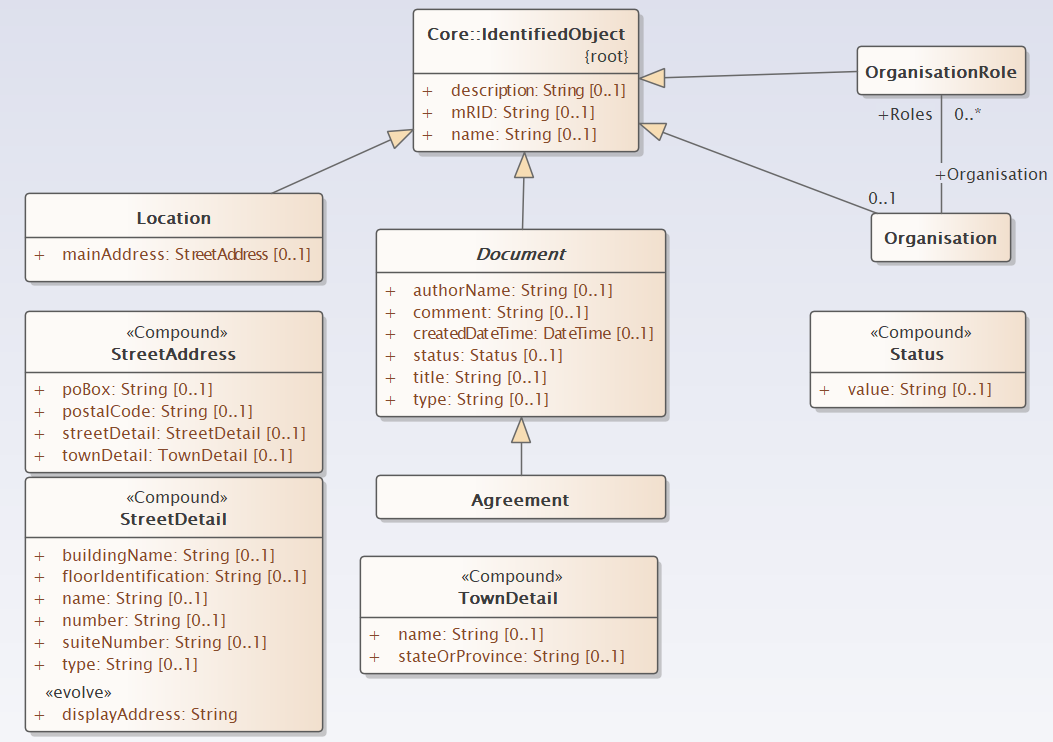 Core::IdentifiedObject
{root}
+ description: String [0..1]
+ mRID: String [0..1]
+ name: String [0..1]
OrganisationRole
+Roles 0..*
+Organisation
0..1
Organisation
Location
+ mainAddress: StreetAddress [0..1]
Document
+ authorName: String [0..1]
+ comment: String [0..1]
+ createdDateTime: DateTime [0..1]
+ status: Status [0..1]
+ title: String [0..1]
+ type: String [0..1]
«Compound»
StreetAddress
+ poBox: String [0..1]
+ postalCode: String [0..1]
+ streetDetail: StreetDetail [0..1]
+ townDetail: TownDetail [0..1]
«Compound»
Status
+ value: String [0..1]
«Compound»
StreetDetail
+ buildingName: String [0..1]
+ floorIdentification: String [0..1]
+ name: String [0..1]
+ number: String [0..1]
+ suiteNumber: String [0..1]
+ type: String [0..1]
«evolve»
+ displayAddress: String
Agreement
«Compound»
TownDetail
+ name: String [0..1]
+ stateOrProvince: String [0..1]